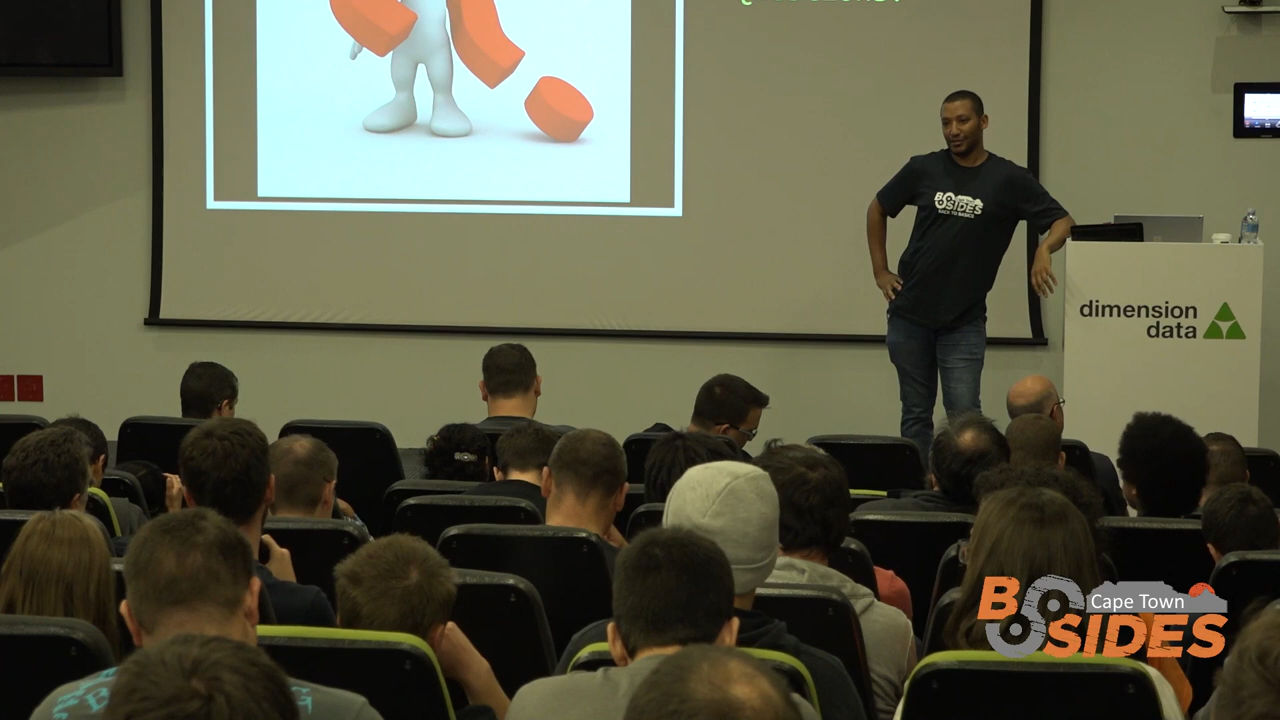 BSIDES
BACK TO BASICS
dimension
data
Cape Town
BSIDES